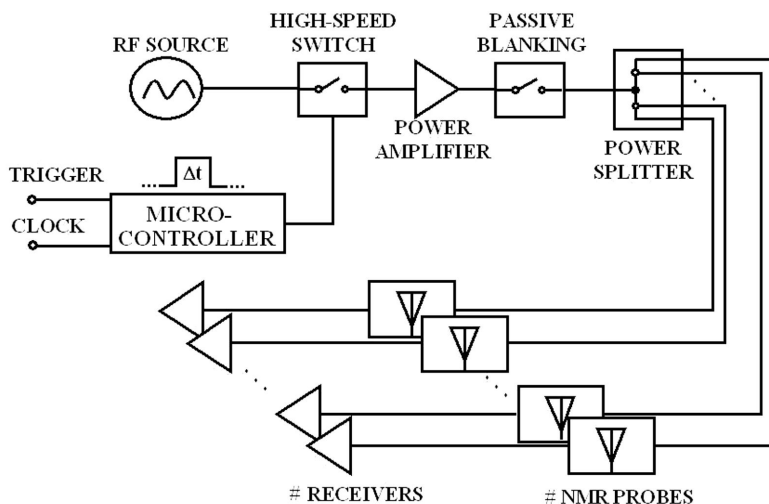 HIGH-SPEED
SWITCH
PASSIVE
BLANKING
RF SOURCE
POWER
AMPLIFIER
POWER
SPLITTER
TRIGGER
CLOCK
Δt
MICRO-
CONTROLLER
# RECEIVERS
# NMR PROBES